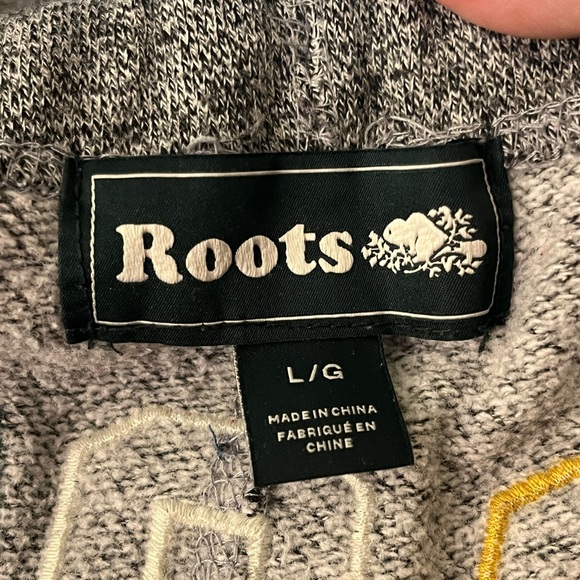 Roots
L/G
MADE IN CHINA
FABRIQUÉ EN
CHINE